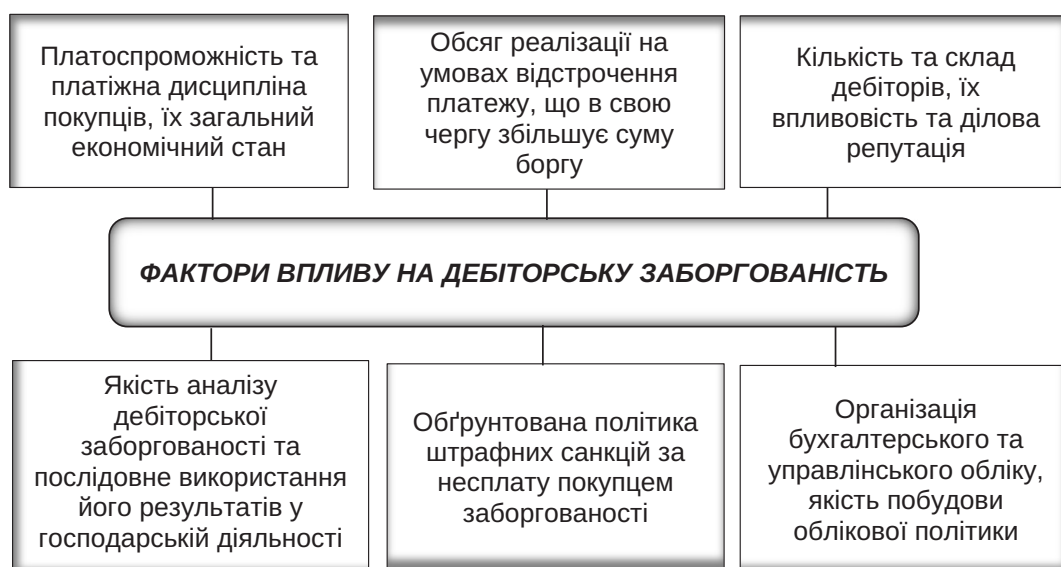 Платоспроможність та
платіжна дисципліна
покупців, їх загальний
економічний стан
Обсяг реалізації на
умовах відстрочення
платежу, що в свою
чергу збільшує суму
боргу
Кількість та склад
дебіторів, їх
впливовість та ділова
репутація
ФАКТОРИ ВПЛИВУ НА ДЕБІТОРСЬКУ ЗАБОРГОВАНІСТЬ
Якість аналізу
дебіторської
заборгованості та
послідовне використання
його результатів у
господарській діяльності
Обґрунтована політика
штрафних санкцій за
несплату покупцем
заборгованості
Організація
бухгалтерського та
управлінського обліку,
якість побудови
облікової політики